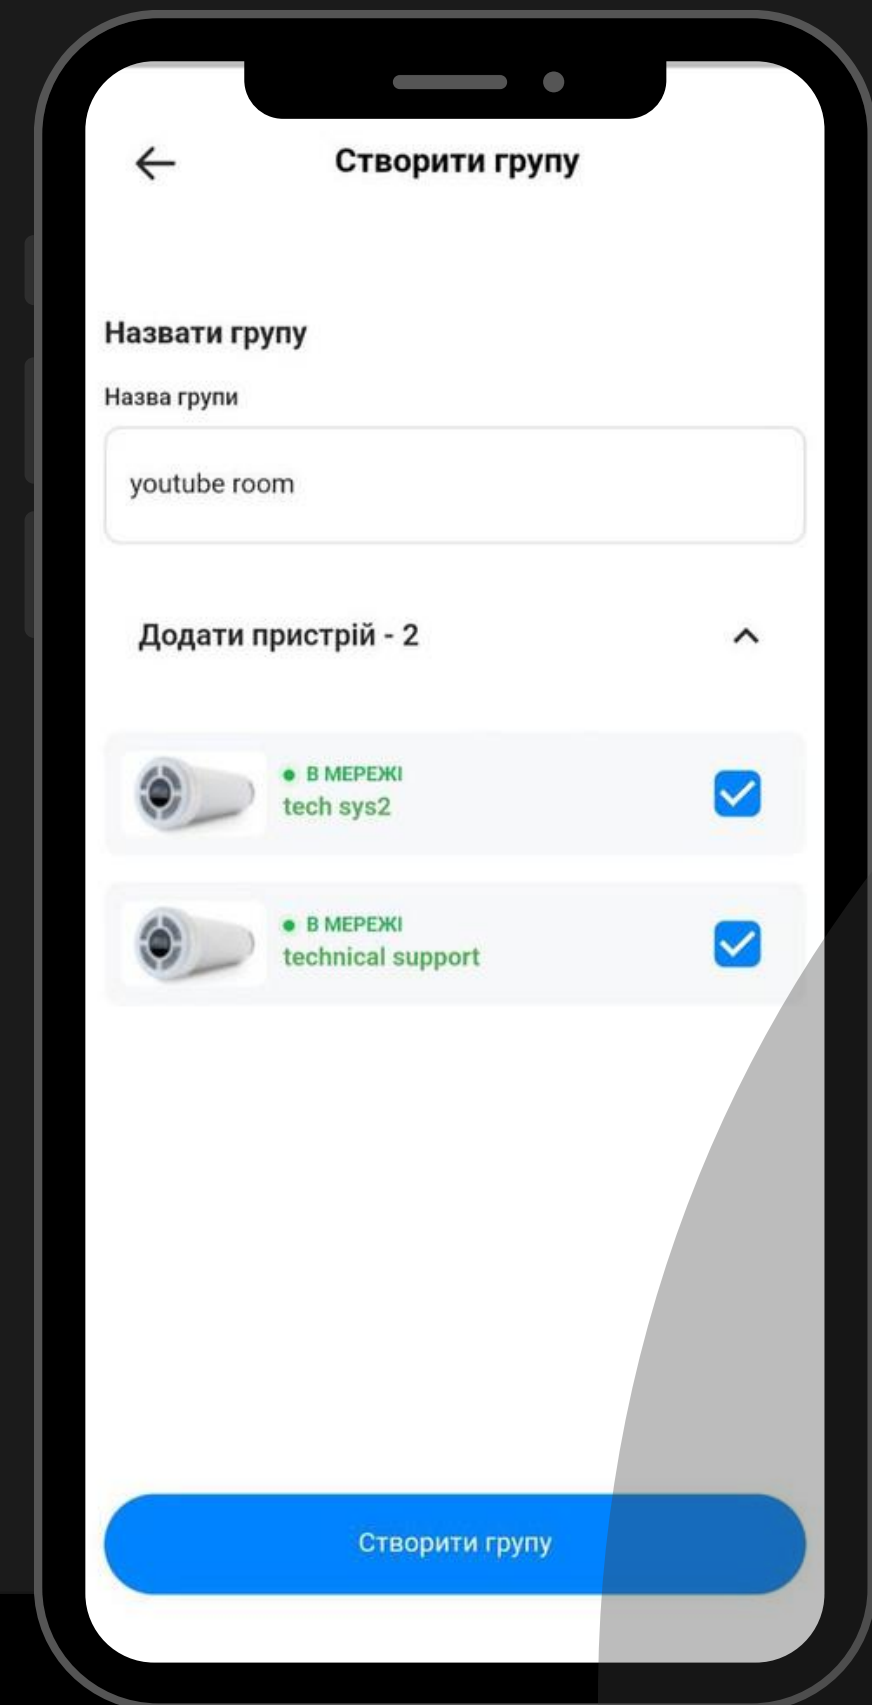 Створити групу
Назвати групу
Назва групи
youtube room
Додати пристрій - 2
В МЕРЕЖІ
tech sys2
В МЕРЕЖІ
technical support
Створити групу